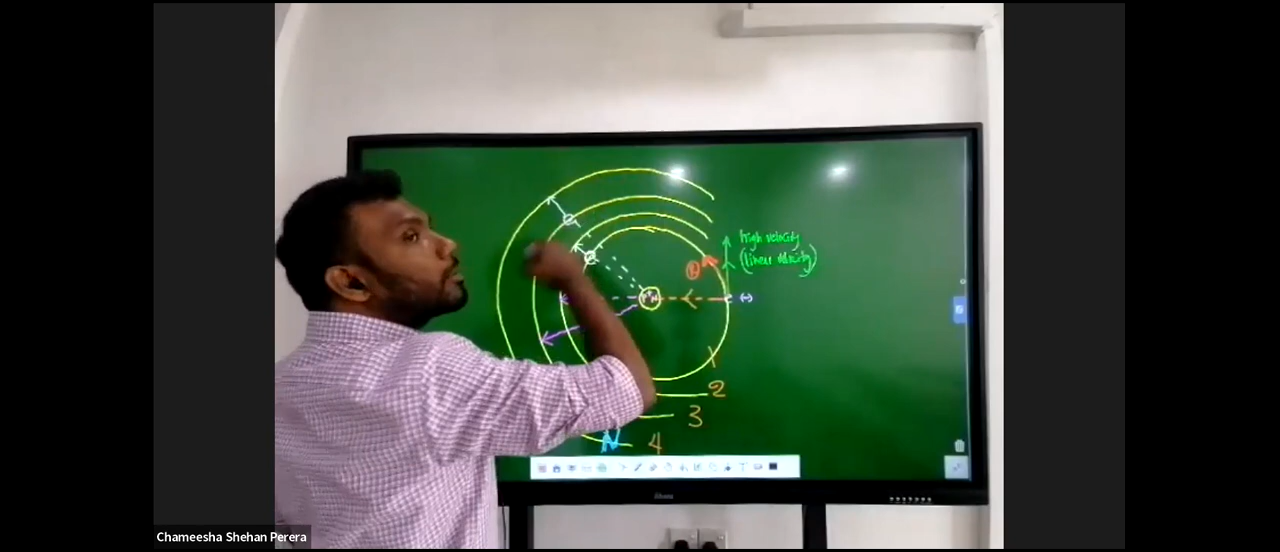 high velocity
(linear velocity)
(-)
1
2
3
4
N
Chameesha Shehan Perera